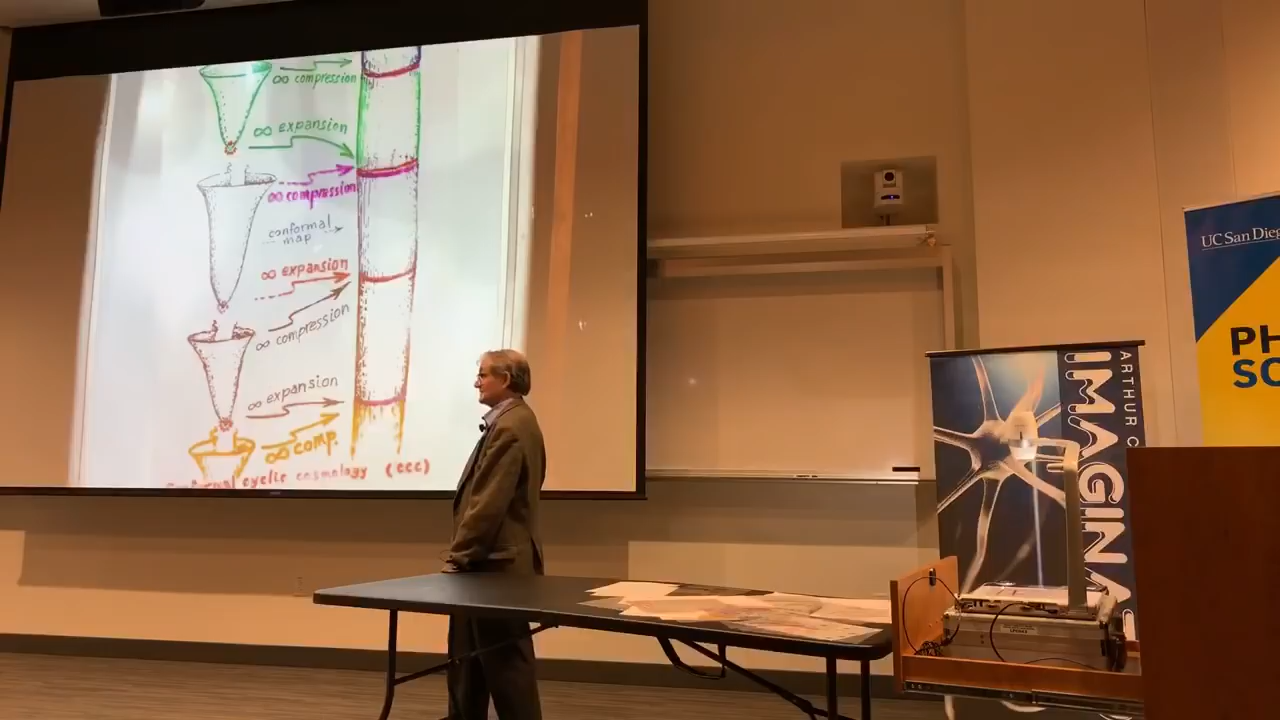 ∞ compression
∞ expansion
∞ compression
conformal
map
∞ expansion
∞ compression
∞ expansion
∞ comp.
cyclic cosmology (CCC)
UC San Dieg
PH
SC
ARTHUR C
IMAGINA